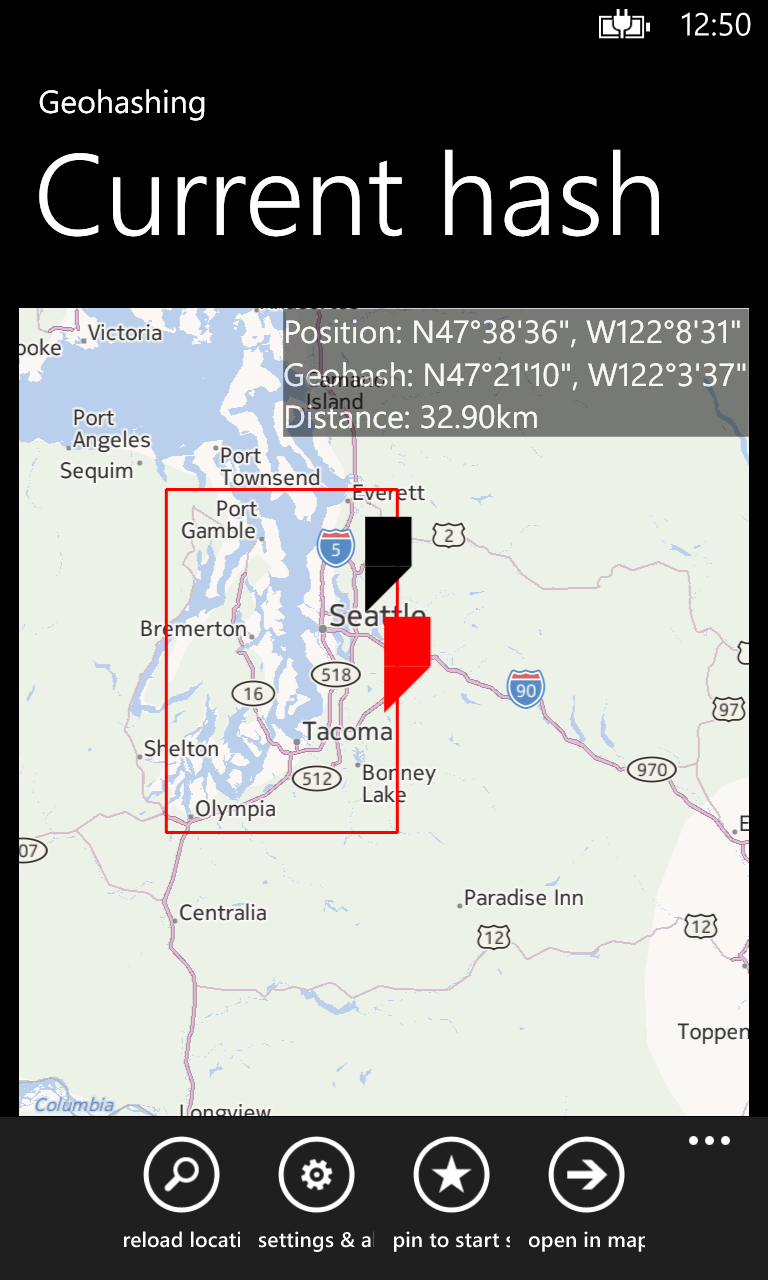 12:50
Geohashing
Current hash
Position: N47°38'36", W122°8'31"
Geohash: N47°21'10", W122°3'37"
Distance: 32.90km
Victoria
ooke
Island
Port
Angeles
Sequim
Port
Townsend
Everett
Port
Gamble
5
2
Seattle
Bremerton
518
16
90
97
Tacoma
Shelton
512
Bonney
Lake
970
Olympia
07
E
Paradise Inn
Centralia
12
12
Toppen
Columbia
Longview
reload locati
settings & a
pin to start s
open in map